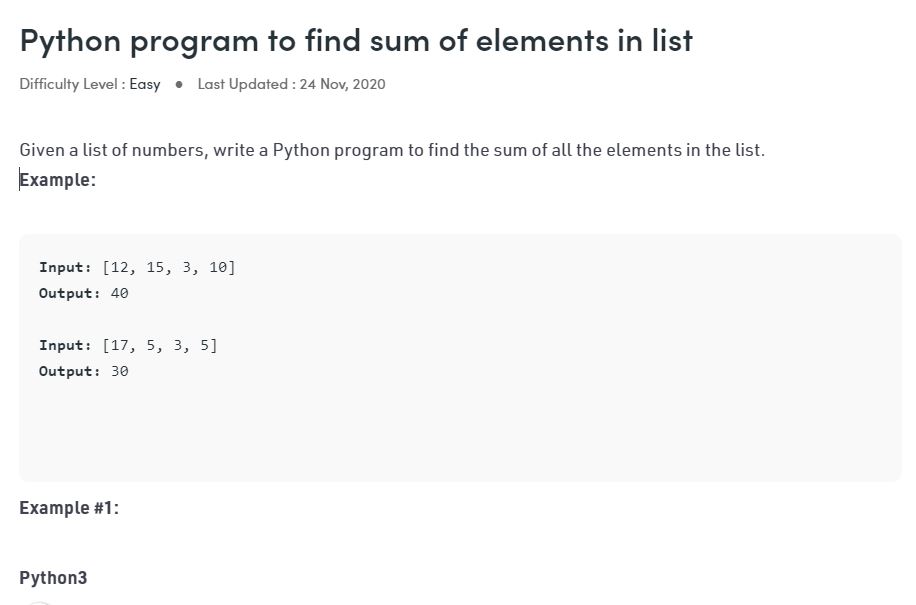 Python program to find sum of elements in list
Difficulty Level : Easy ● Last Updated : 24 Nov, 2020
Given a list of numbers, write a Python program to find the sum of all the elements in the list.
Example:
Input: [12, 15, 3, 10]
Output: 40
Input: [17, 5, 3, 5]
Output: 30
Example #1:
Python3